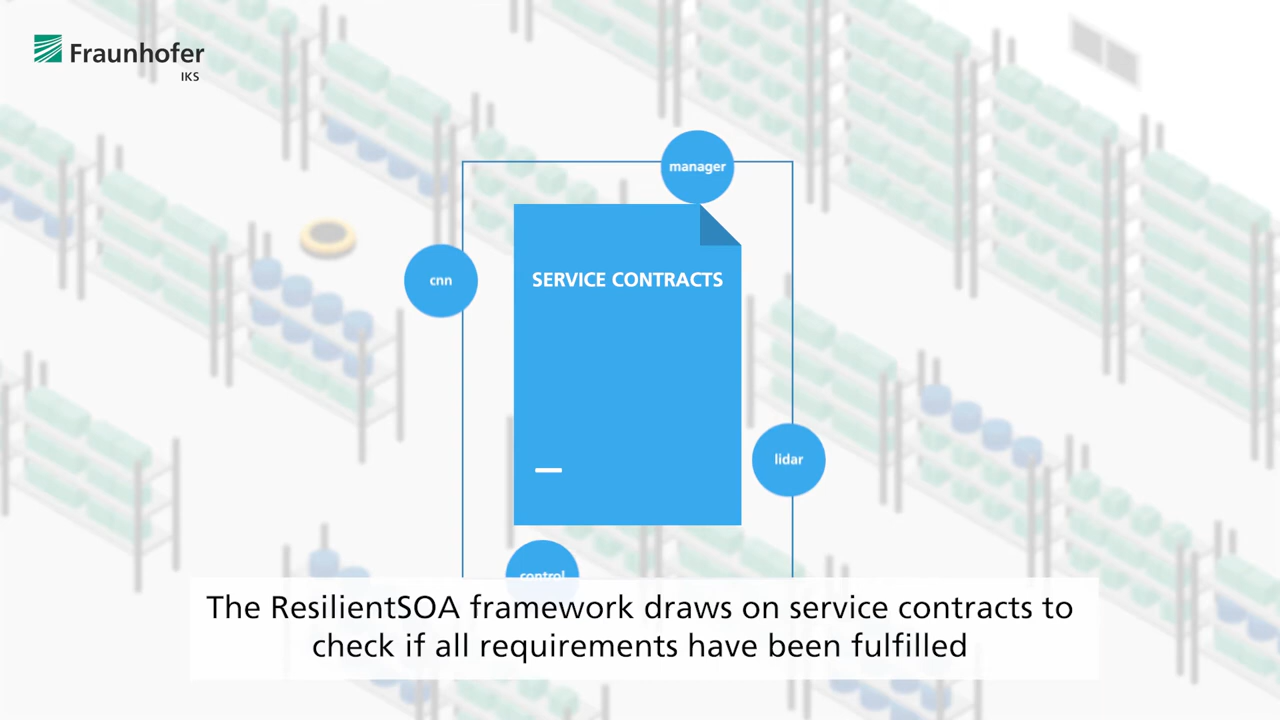 Fraunhofer
IKS
manager
cnn
SERVICE CONTRACTS
lidar
control
The ResilientSOA framework draws on service contracts to
check if all requirements have been fulfilled